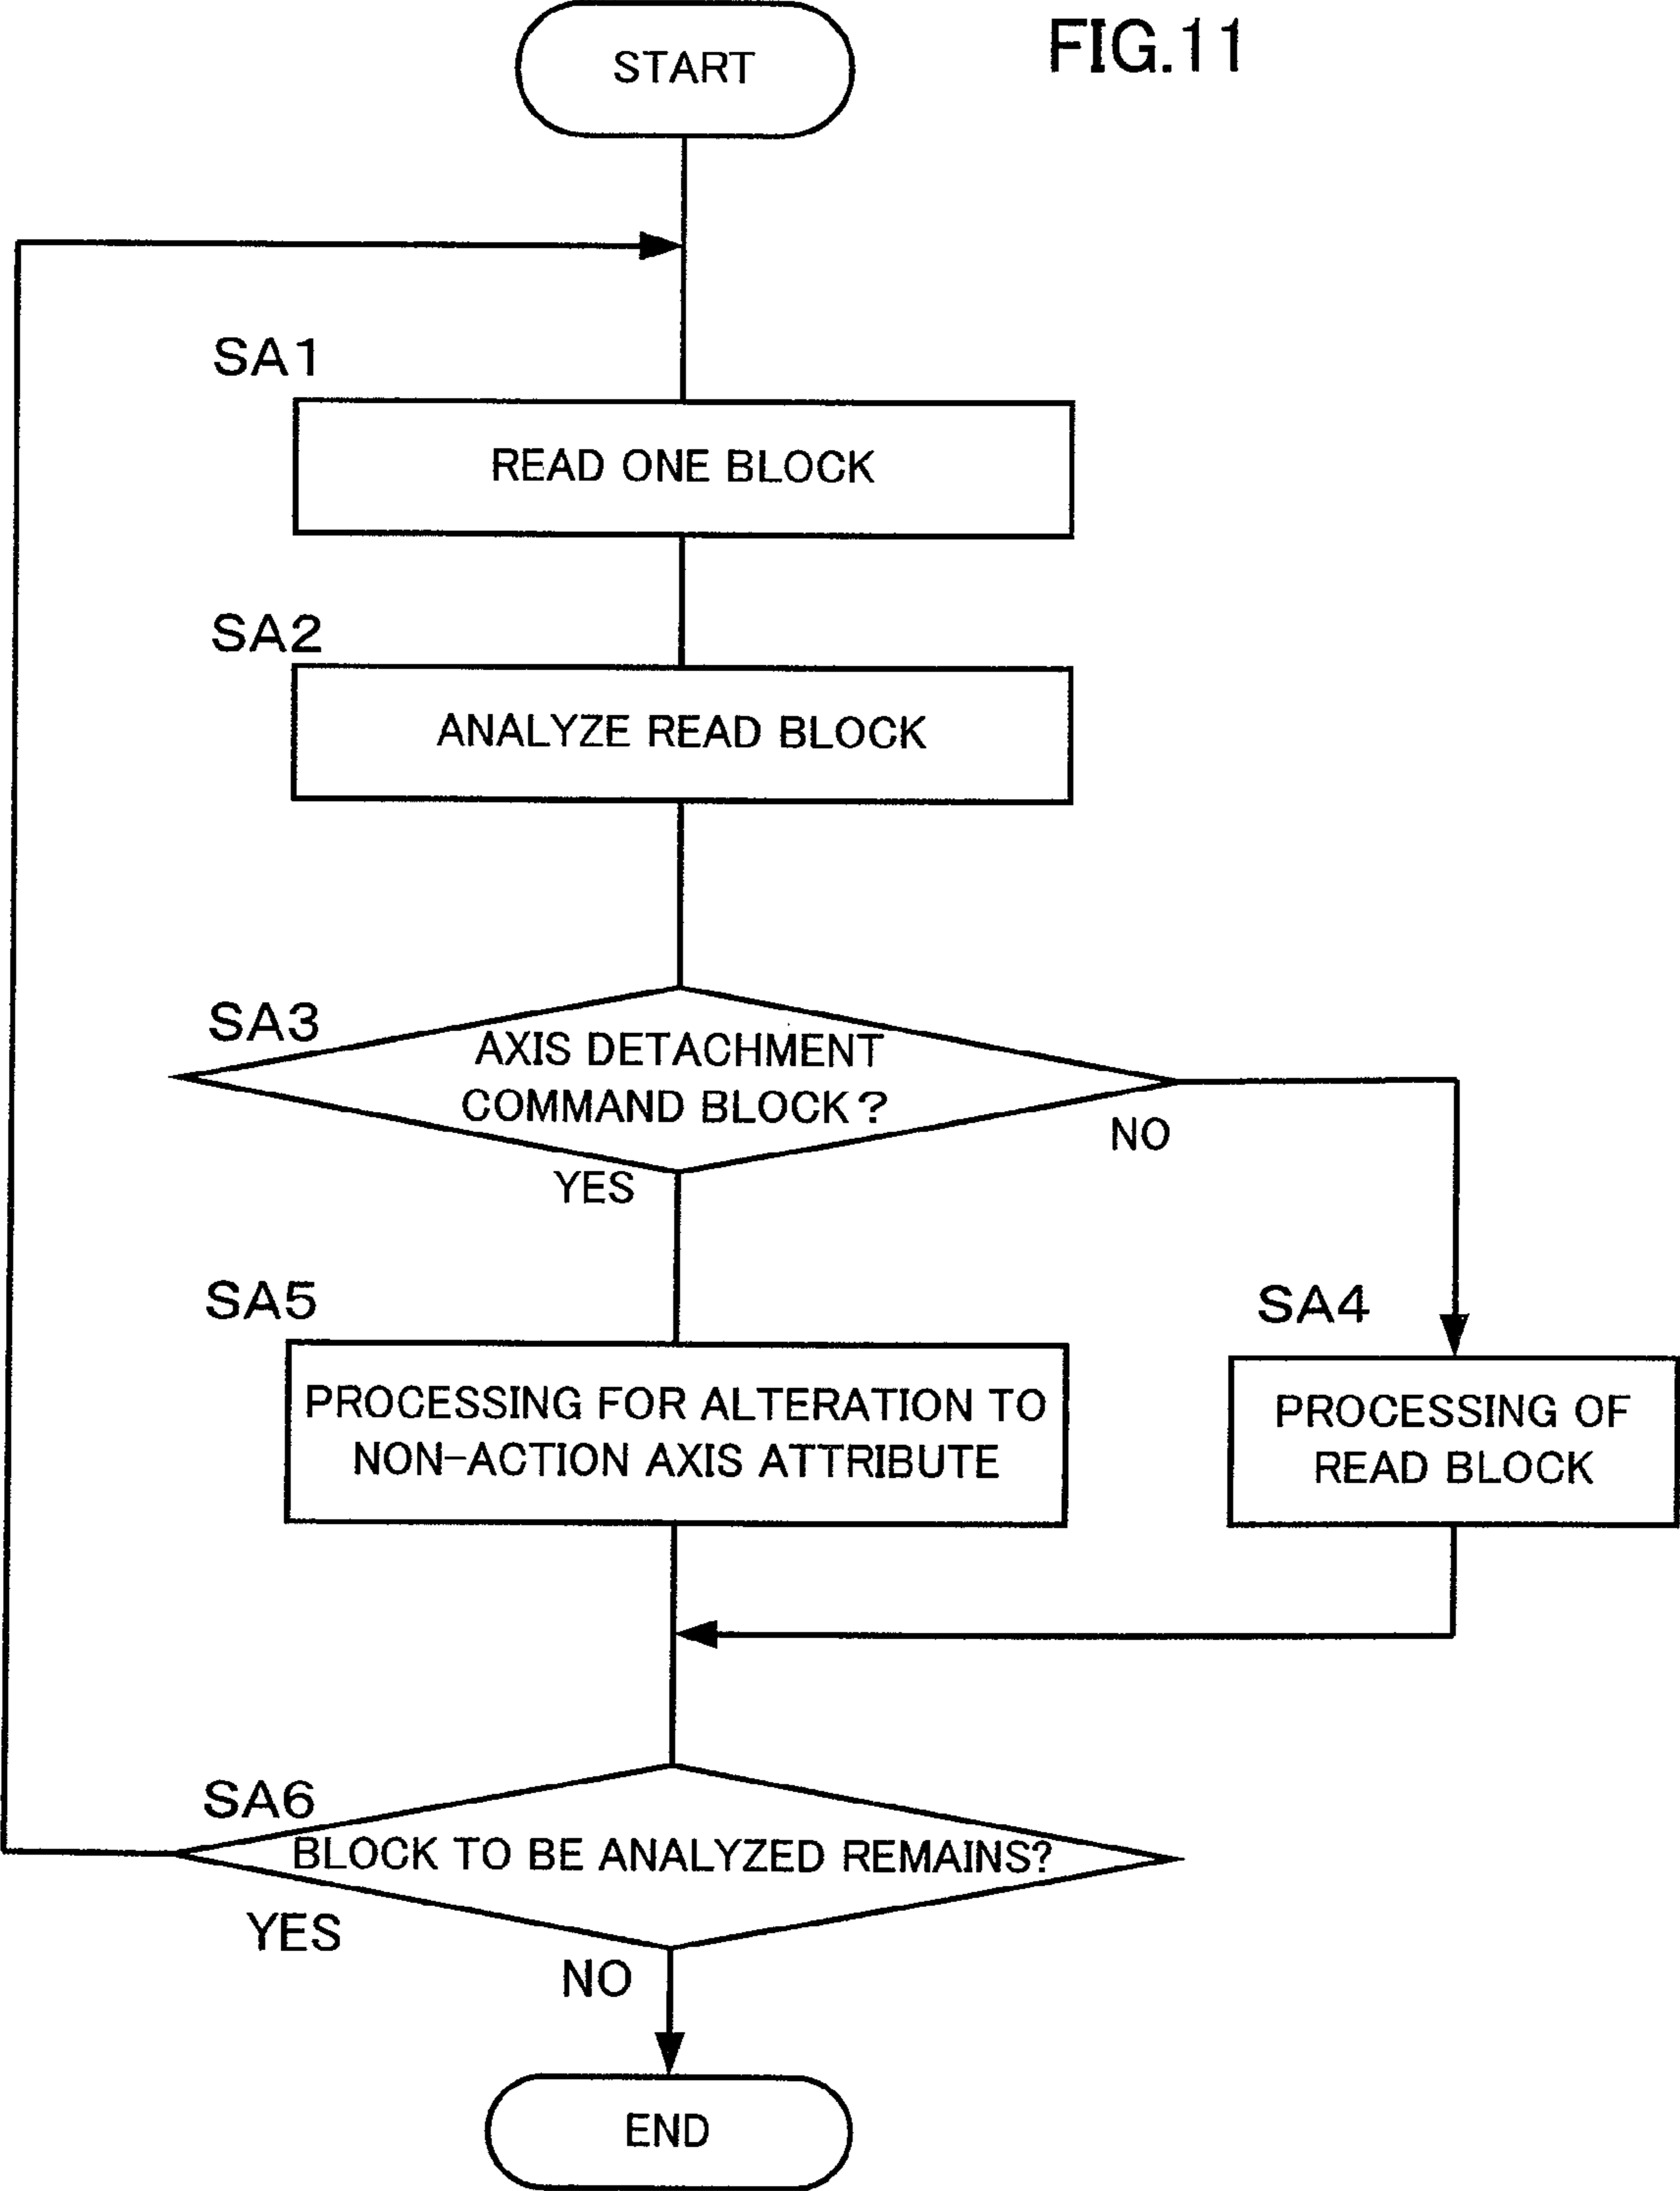 FIG.11
START
SA1
READ ONE BLOCK
SA2
ANALYZE READ BLOCK
SA3
AXIS DETACHMENT
COMMAND BLOCK?
NO
YES
SA5
PROCESSING FOR ALTERATION TO
NON-ACTION AXIS ATTRIBUTE
SA4
PROCESSING OF
READ BLOCK
SA6
BLOCK TO BE ANALYZED REMAINS?
YES
NO
END